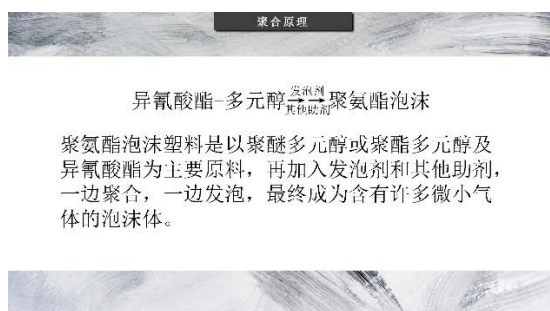 聚合原理
异氰酸酯-多元醇 发泡剂 其他助剂 →→ 聚氨酯泡沫
聚氨酯泡沫塑料是以聚醚多元醇或聚酯多元醇及
异氰酸酯为主要原料，再加入发泡剂和其他助剂，
一边聚合，一边发泡，最终成为含有许多微小气
体的泡沫体。